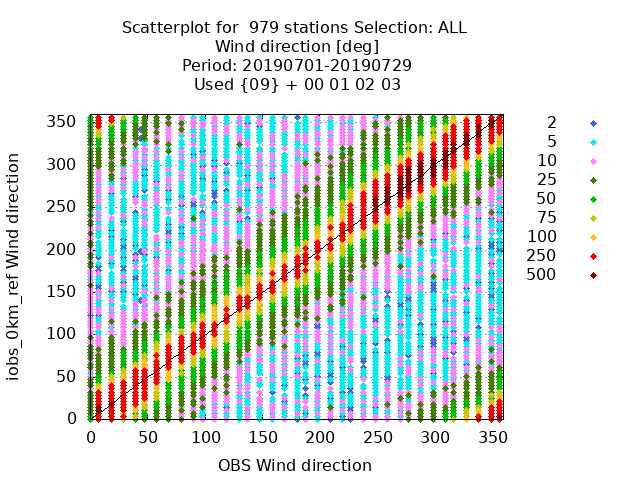 Scatterplot for  979 stations Selection: ALL
Wind direction [deg]
Period: 20190701-20190729
Used {09} + 00 01 02 03
iobs_0km_ref Wind direction
350
300
250
200
150
100
50
0
0 50 100 150 200 250 300 350
OBS Wind direction
2
5
10
25
50
75
100
250
500